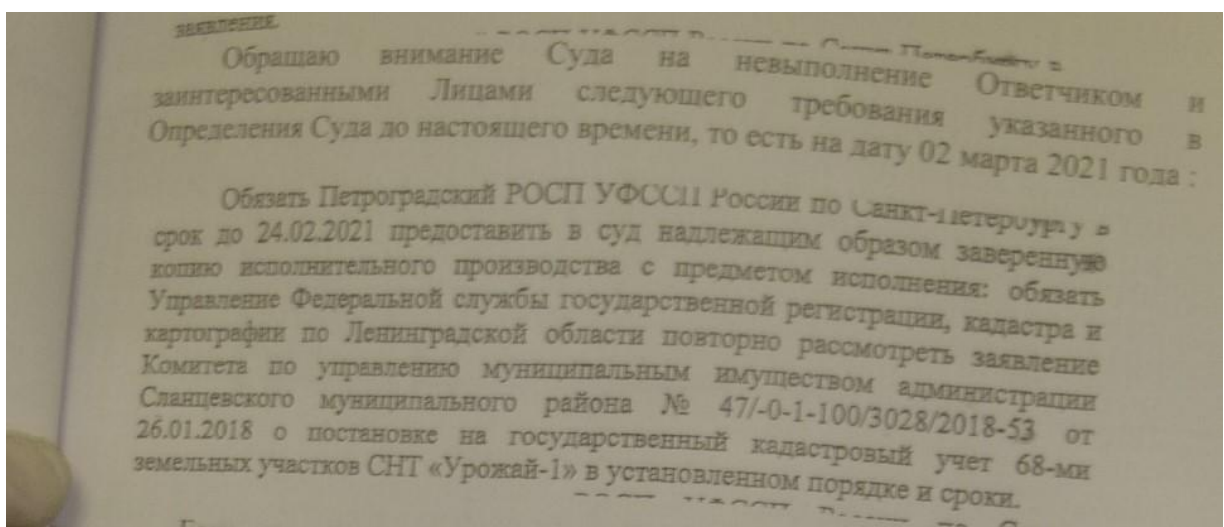 заявления.
Обращаю внимание Суда на невыполнение Ответчиком и
заинтересованными Лицами следующего требования указанного в
Определения Суда до настоящего времени, то есть на дату 02 марта 2021 года :
Обязать Петроградский РОСП УФССП России по Санкт-Петербургу в
срок до 24.02.2021 предоставить в суд надлежащим образом заверенную
копию исполнительного производства с предметом исполнения: обязать
Управление Федеральной службы государственной регистрации, кадастра и
картографии по Ленинградской области повторно рассмотреть заявление
Комитета по управлению муниципальным имуществом администрации
Сланцевского муниципального района № 47/-0-1-100/3028/2018-53 от
26.01.2018 о постановке на государственный кадастровый учет 68-ми
земельных участков СНТ «Урожай-1» в установленном порядке и сроки.